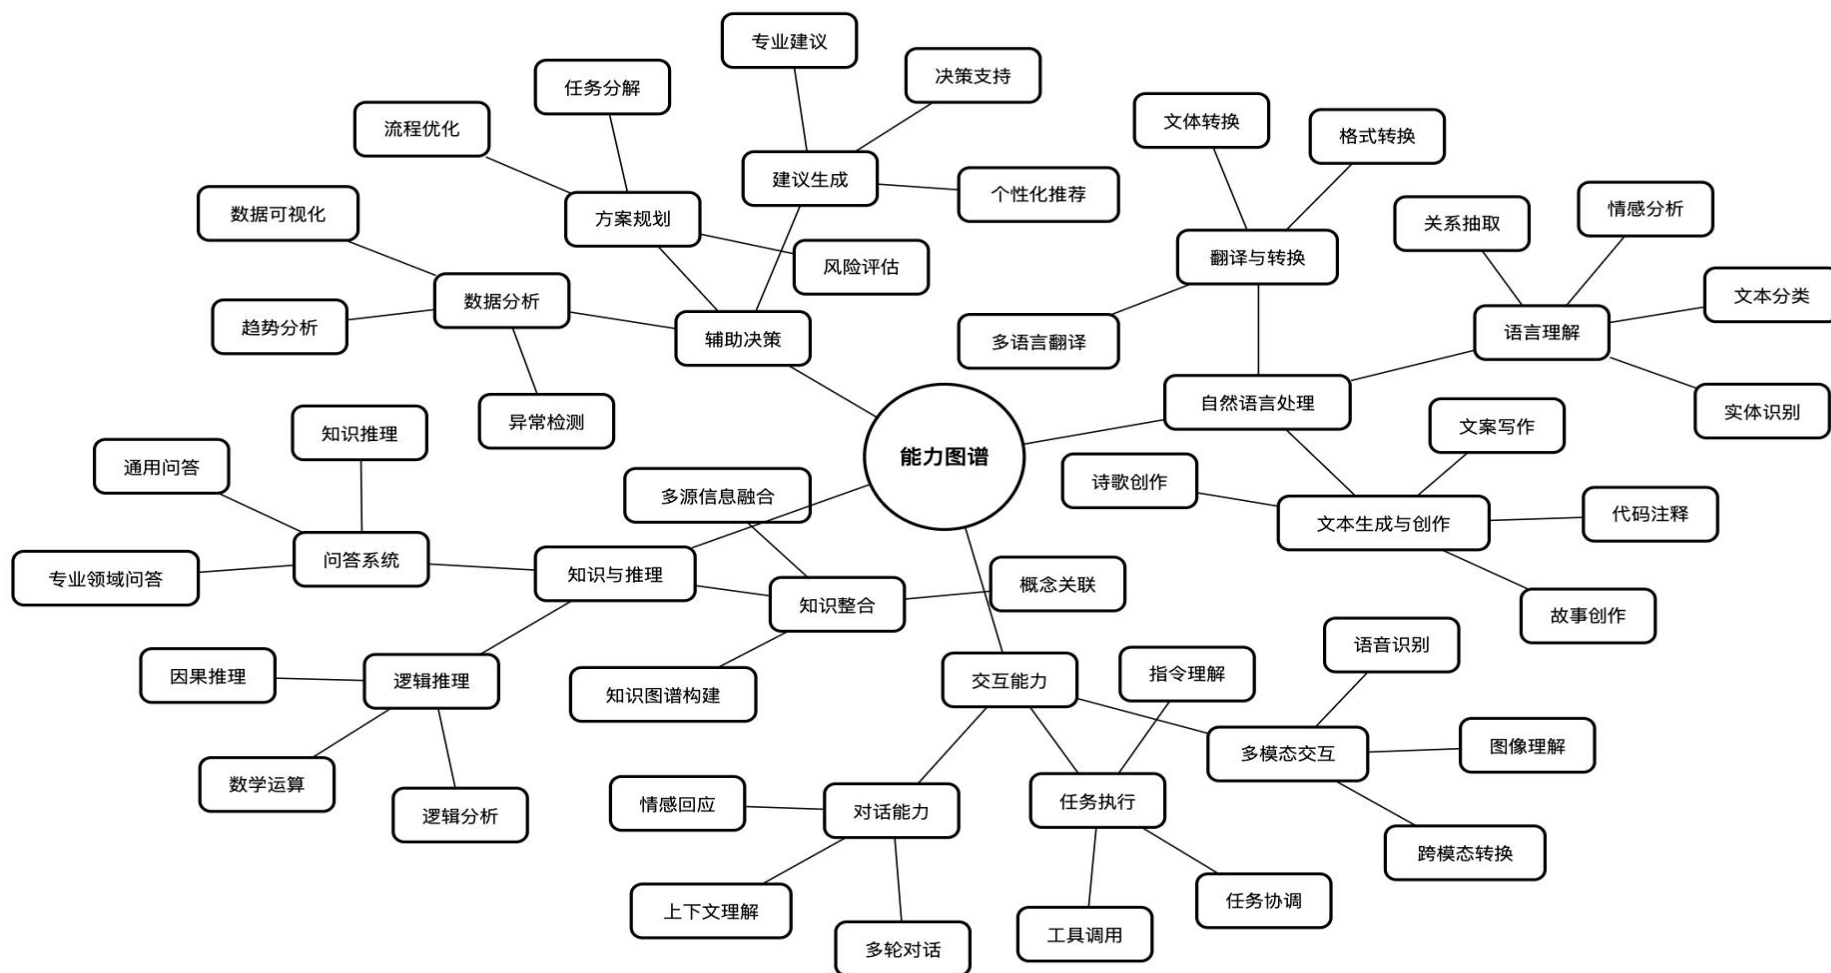 专业建议
决策支持
任务分解
流程优化
文体转换
格式转换
建议生成
个性化推荐
数据可视化
方案规划
关系抽取
情感分析
翻译与转换
风险评估
数据分析
文本分类
趋势分析
辅助决策
多语言翻译
语言理解
自然语言处理
实体识别
异常检测
知识推理
文案写作
通用问答
能力图谱
诗歌创作
多源信息融合
代码注释
文本生成与创作
问答系统
专业领域问答
知识与推理
概念关联
知识整合
故事创作
语音识别
因果推理
逻辑推理
知识图谱构建
交互能力
指令理解
多模态交互
图像理解
数学运算
情感回应
任务执行
对话能力
逻辑分析
跨模态转换
上下文理解
任务协调
工具调用
多轮对话